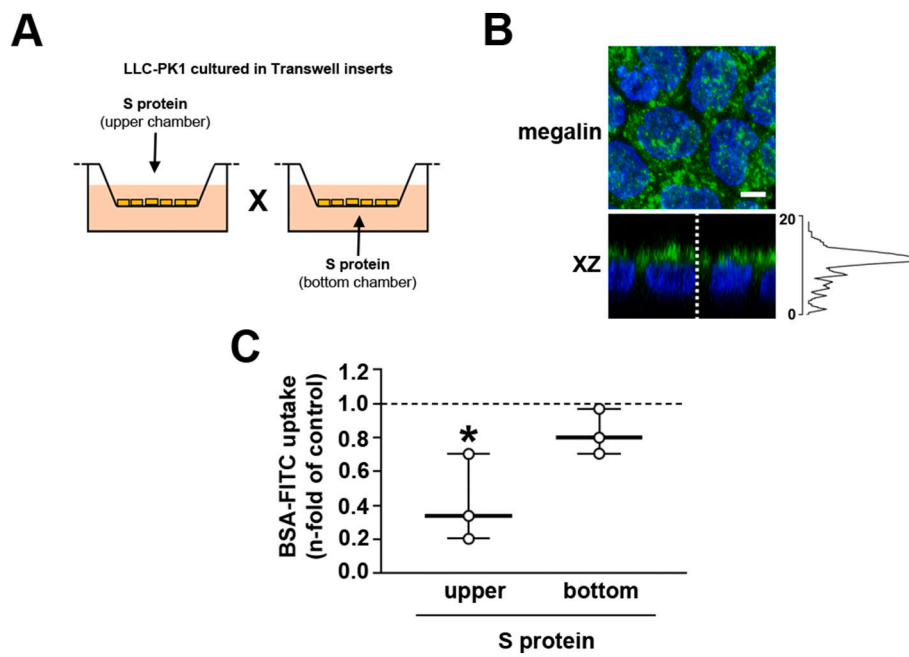 A
LLC-PK1 cultured in Transwell inserts
S protein
(upper chamber)
X
S protein
(bottom chamber)
B
megalin
XZ
20
0
C
BSA-FITC uptake
(n-fold of control)
1.2
1.0
0.8
0.6
0.4
0.2
0.0
*
upper
bottom
S protein